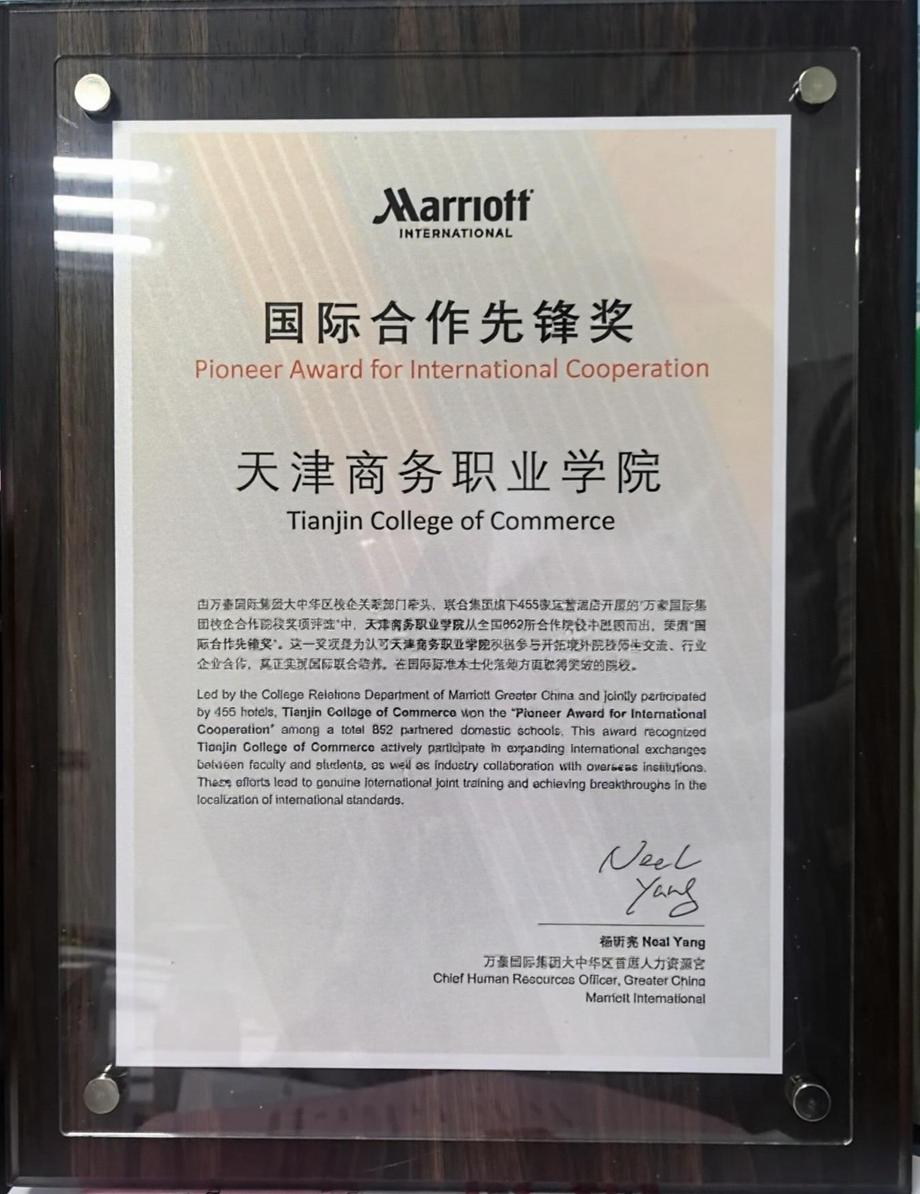 Marriott
INTERNATIONAL
国际合作先锋奖
Pioneer Award for International Cooperation
天津商务职业学院
Tianjin College of Commerce
由万豪国际集团大中华区校企关系部门牵头，联合集团旗下455家运营酒店开展的"万豪国际集
团校企合作院校奖项评选"中，天津商务职业学院从全国852所合作院校中脱颖而出，荣膺"国
际合作先锋奖"。这一奖项是为认可天津商务职业学院积极参与开拓境外院校师生交流、行业
企业合作，真正实现国际联合培养。在国际标准本土化落地方面取得突破的院校。
Led by the College Relations Department of Marriott Greater China and jointly participated
by 455 hotels, Tianjin College of Commerce won the "Pioneer Award for International
Cooperation" among a total 852 partnered domestic schools. This award recognized
Tianjin College of Commerce actively participate in expanding international exchanges
between faculty and students, as well as industry collaboration with overseas institutions.
These efforts lead to genuine international joint training and achieving breakthroughs in the
localization of international standards.
Neal
Yang
杨昕亮 Neal Yang
万豪国际集团大中华区首席人力资源官
Chief Human Resources Officer, Greater China
Marriott International